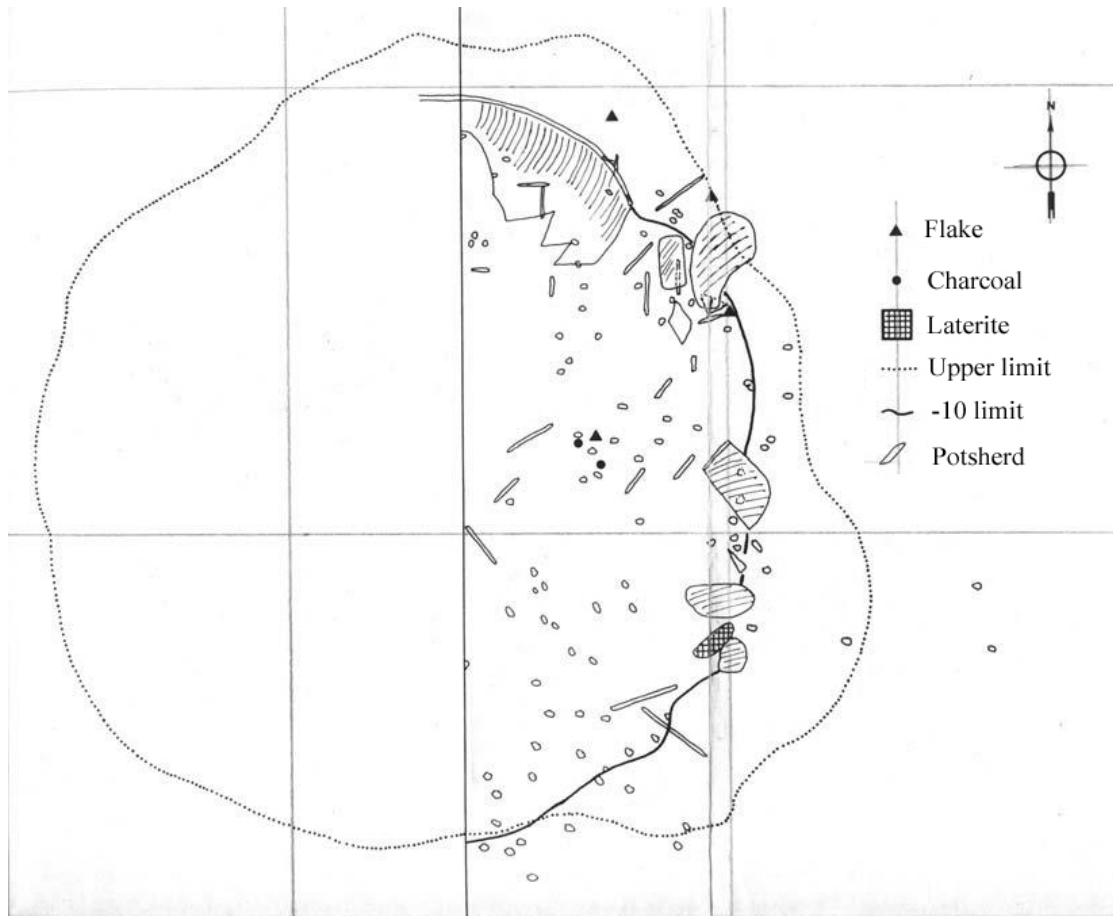 N
Flake
Charcoal
Laterite
Upper limit
-10 limit
Potsherd